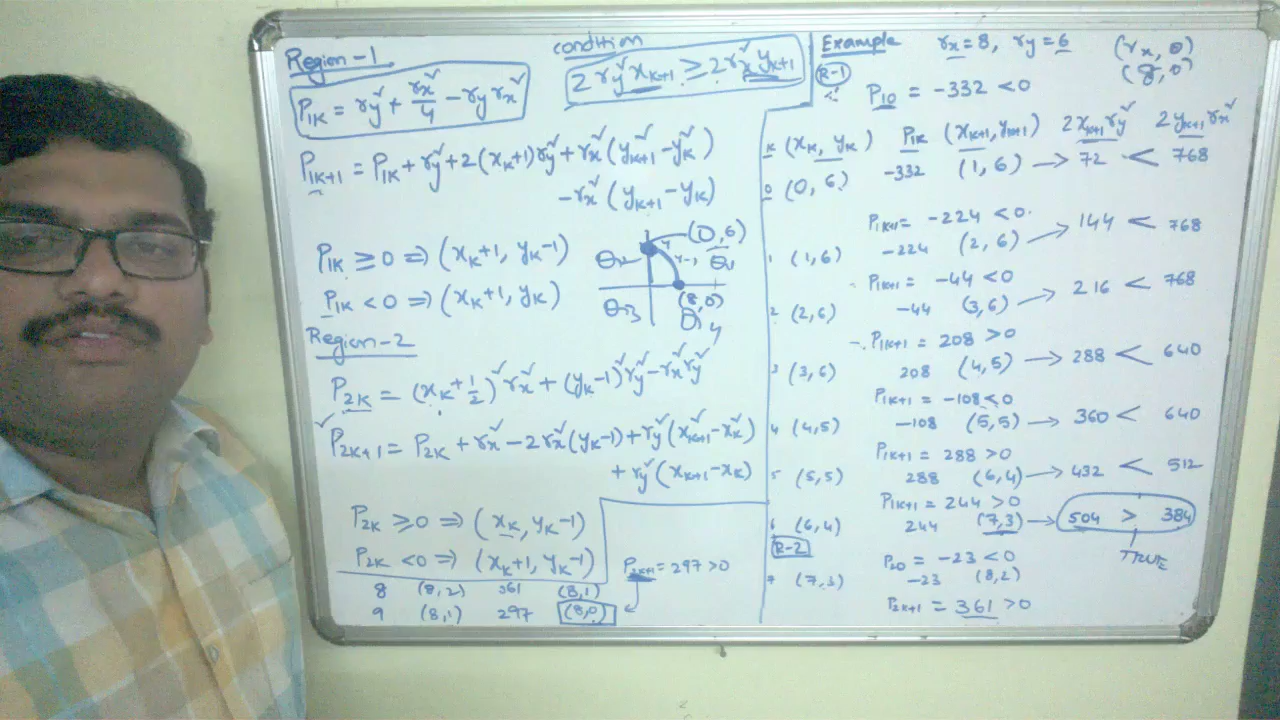 Region-1
P1K = ry² + rx²/4 - ry rx²
condition
2 ry² xK+1 ≥ 2rx² yK+1
P1K+1 = P1K + ry² + 2(xK+1)ry² + rx²(y²K+1 - y²K)
- rx²(yK+1 - yK)
P1K ≥ 0 ⇒ (xK+1, yK-1)
P1K < 0 ⇒ (xK+1, yK)
(0, 6)
r-1
(8,0)
Region-2
P2K = (xK + 1/2)² rx² + (yK-1)² ry² - rx² ry²
P2K+1 = P2K + rx² - 2rx²(yK-1) + ry²(x²K+1 - x²K)
+ ry²(xK+1 - xK)
P2K ≥ 0 ⇒ (xK, yK-1)
P2K < 0 ⇒ (xK+1, yK-1)
8 (8,2) 361 (8,1)
9 (8,1) 297 (8,0)
P2K+1 = 297 > 0
Example rx = 8, ry = 6 (rx, 0)
(8,0)
R-1
P10 = -332 < 0
K (xK, yK) P1K (xK+1, yK+1) 2xK+1 ry² 2yK+1 rx²
0 (0, 6) -332 (1, 6) → 72 < 768
P1K+1 = -224 < 0
1 (1,6) -224 (2, 6) → 144 < 768
P1K+1 = -44 < 0
2 (2,6) -44 (3,6) → 216 < 768
P1K+1 = 208 > 0
3 (3,6) 208 (4,5) → 288 < 640
P1K+1 = -108 < 0
4 (4,5) -108 (5,5) → 360 < 640
P1K+1 = 288 > 0
5 (5,5) 288 (6,4) → 432 < 512
P1K+1 = 244 > 0
6 (6,4) 244 (7,3) → 504 > 384
TRUE
R-2
P20 = -23 < 0
7 (7,3) -23 (8,2)
P2K+1 = 361 > 0